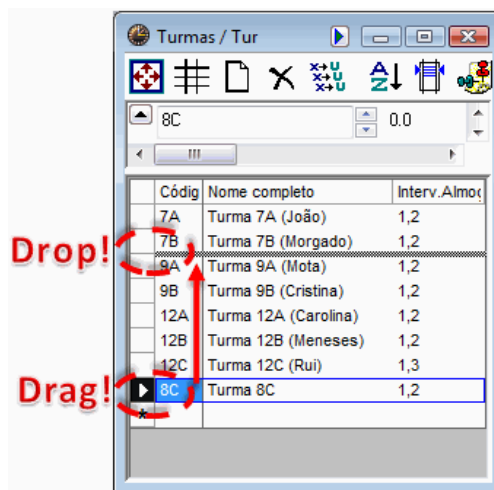 Turmas / Tur
8C 0.0
Códig Nome completo Interv.Almoç
7A Turma 7A (João) 1,2
7B Turma 7B (Morgado) 1,2
Drop!
9A Turma 9A (Mota) 1,2
9B Turma 9B (Cristina) 1,2
12A Turma 12A (Carolina) 1,2
12B Turma 12B (Meneses) 1,2
12C Turma 12C (Rui) 1,3
Drag!
8C Turma 8C 1,2
*